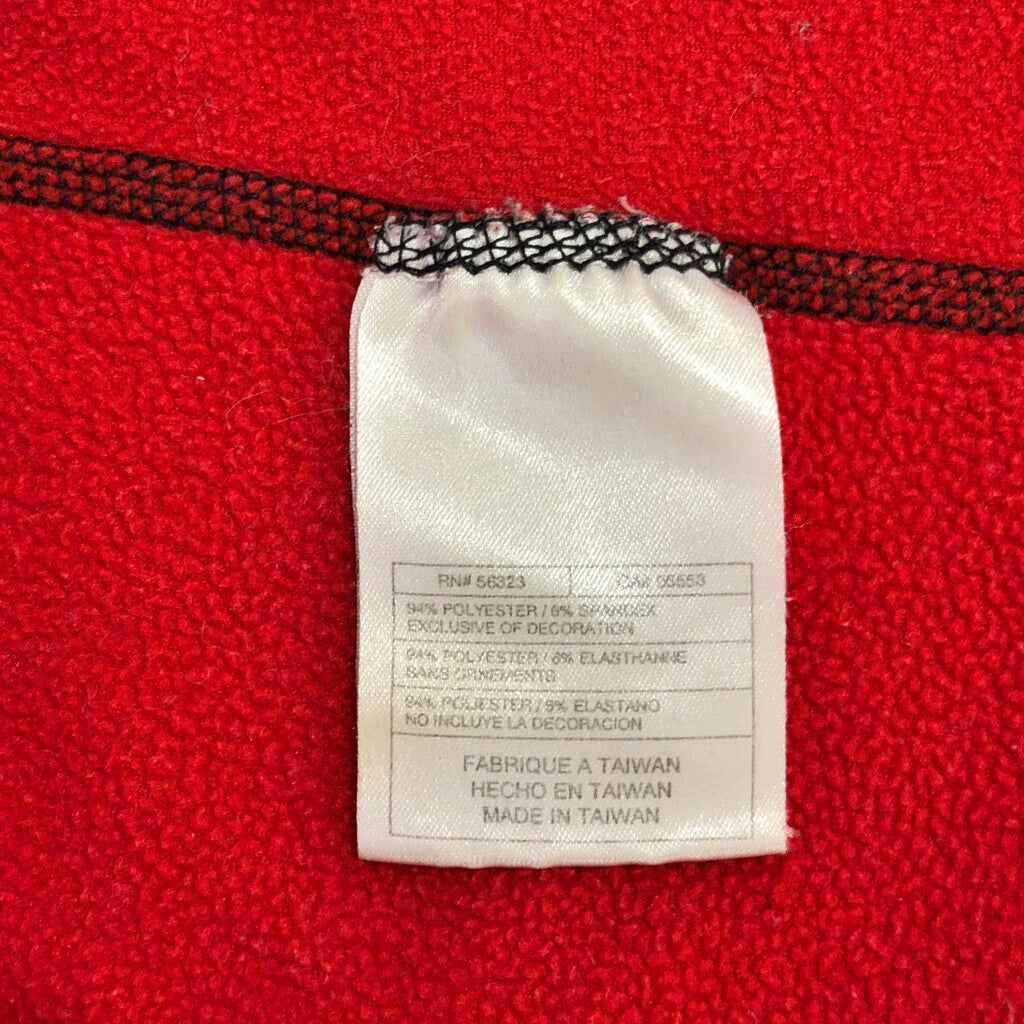 RN# 56323 CA# 05553
94% POLYESTER / 6% SPANDEX
EXCLUSIVE OF DECORATION
94% POLYESTER / 6% ELASTHANNE
SANS ORNEMENTS
94% POLIESTER / 6% ELASTANO
NO INCLUYE LA DECORACION
FABRIQUE A TAIWAN
HECHO EN TAIWAN
MADE IN TAIWAN